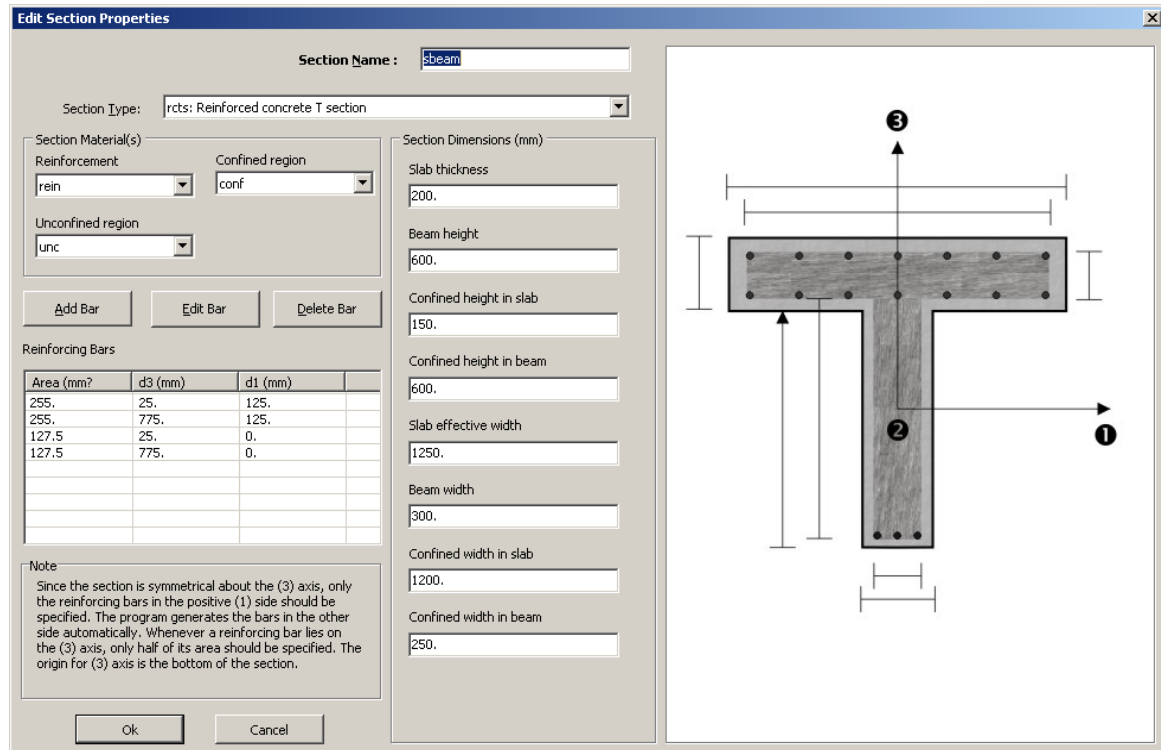 Edit Section Properties
Section Name : sbeam
Section Type: rcts: Reinforced concrete T section
Section Material(s)
Reinforcement Confined region
rein conf
Unconfined region
unc
Add Bar Edit Bar Delete Bar
Reinforcing Bars
Area (mm? d3 (mm) d1 (mm)
255. 25. 125.
255. 775. 125.
127.5 25. 0.
127.5 775. 0.
Note
Since the section is symmetrical about the (3) axis, only
the reinforcing bars in the positive (1) side should be
specified. The program generates the bars in the other
side automatically. Whenever a reinforcing bar lies on
the (3) axis, only half of its area should be specified. The
origin for (3) axis is the bottom of the section.
Ok Cancel
Section Dimensions (mm)
Slab thickness
200.
Beam height
600.
Confined height in slab
150.
Confined height in beam
600.
Slab effective width
1250.
Beam width
300.
Confined width in slab
1200.
Confined width in beam
250.
❸
❷
❶